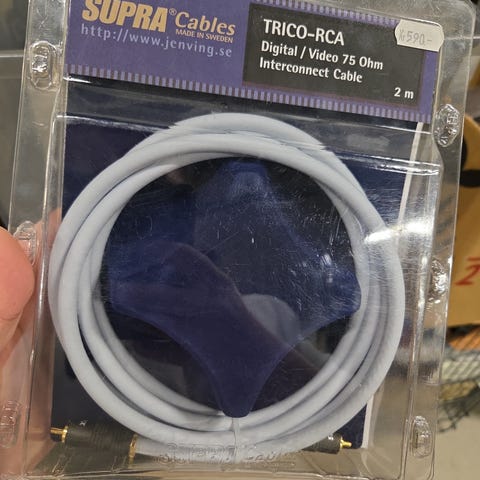 SUPRA® Cables
MADE IN SWEDEN
http://www.jenving.se
TRICO-RCA
Digital / Video 75 Ohm
Interconnect Cable
2 m